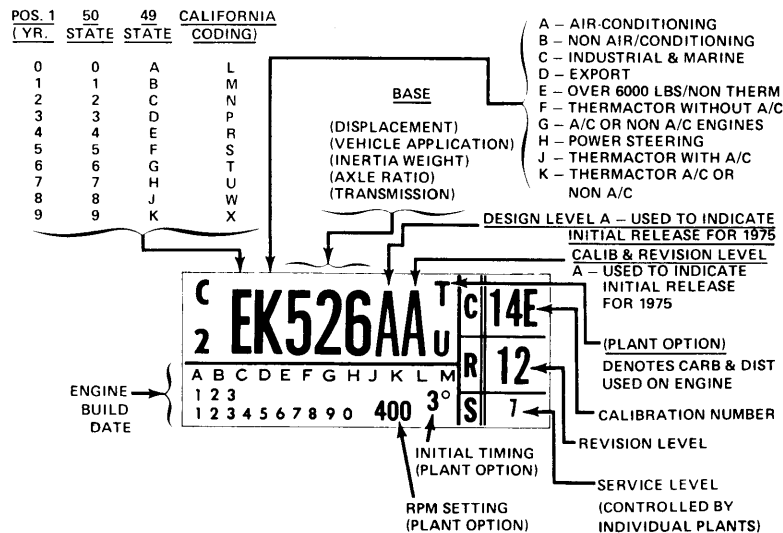 POS. 1 50 49 CALIFORNIA
( YR. STATE STATE CODING)
0 0 A L
1 1 B M
2 2 C N
3 3 D P
4 4 E R
5 5 F S
6 6 G T
7 7 H U
8 8 J W
9 9 K X
BASE
(DISPLACEMENT)
(VEHICLE APPLICATION)
(INERTIA WEIGHT)
(AXLE RATIO)
(TRANSMISSION)
A – AIR-CONDITIONING
B – NON AIR/CONDITIONING
C – INDUSTRIAL & MARINE
D – EXPORT
E – OVER 6000 LBS/NON THERM
F – THERMACTOR WITHOUT A/C
G – A/C OR NON A/C ENGINES
H – POWER STEERING
J – THERMACTOR WITH A/C
K – THERMACTOR A/C OR
NON A/C
DESIGN LEVEL A – USED TO INDICATE
INITIAL RELEASE FOR 1975
CALIB & REVISION LEVEL
A – USED TO INDICATE
INITIAL RELEASE
FOR 1975
(PLANT OPTION)
DENOTES CARB & DIST
USED ON ENGINE
CALIBRATION NUMBER
REVISION LEVEL
SERVICE LEVEL
(CONTROLLED BY
INDIVIDUAL PLANTS)
C
2
EK526AA
T
U
C 14E
R 12
S 7
A B C D E F G H J K L M
1 2 3
1 2 3 4 5 6 7 8 9 0
400
3°
ENGINE
BUILD
DATE
INITIAL TIMING
(PLANT OPTION)
RPM SETTING
(PLANT OPTION)